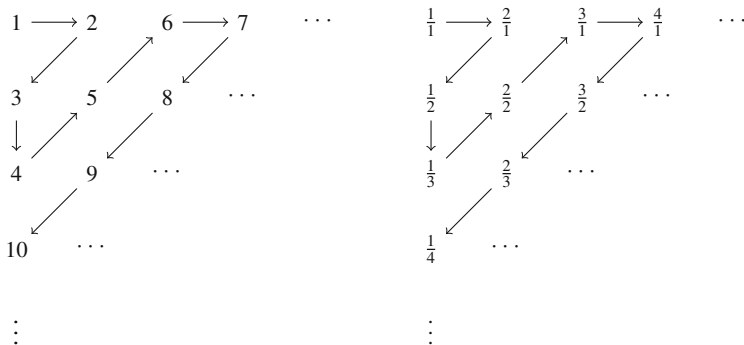 1 2 6 7 ···
3 5 8 ···
4 9 ···
10 ···
⋮
1/1 2/1 3/1 4/1 ···
1/2 2/2 3/2 ···
1/3 2/3 ···
1/4 ···
⋮